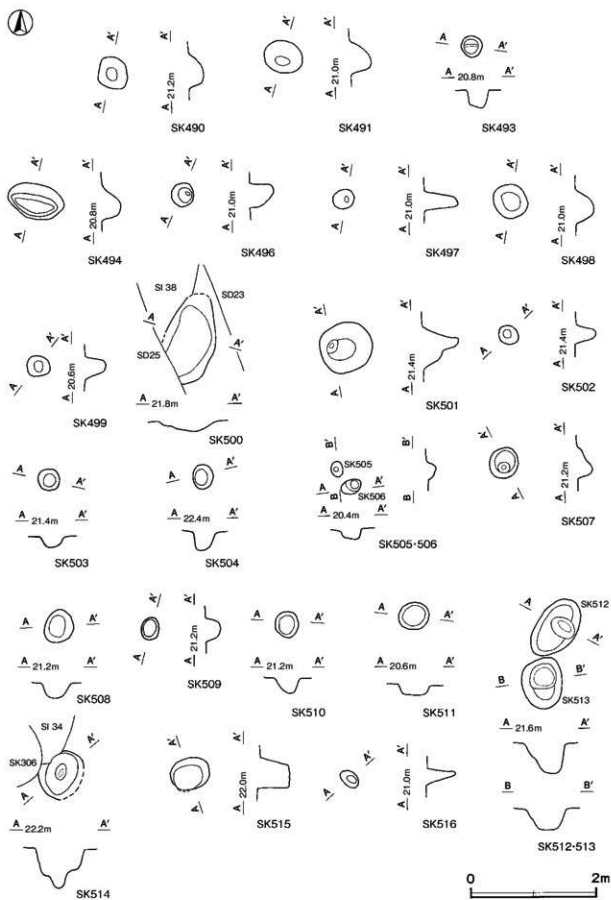 A A' A A' 21.2m SK490
A A' A A' 21.0m SK491
A A' A 20.8m A' SK493
A A' A A' 20.8m SK494
A A' A A' 21.0m SK496
A A' A A' 21.0m SK497
A A' A A' 21.0m SK498
A A' A A' 20.6m SK499
SI 38 SD23 SD25 A A'
A 21.8m A'
SK500
A A' A A' 21.4m SK501
A A' A A' 21.4m SK502
A A'
A 21.4m A'
SK503
A A'
A 22.4m A'
SK504
B' SK505 B'
A A' B SK506 B
A 20.4m A'
SK505・506
A A' A A' 21.2m SK507
A A'
A 21.2m A'
SK508
A A' A A' 21.2m SK509
A A'
A 21.2m A'
SK510
A A'
A 20.6m A'
SK511
A SK512 A'
B B' SK513
A 21.6m A'
B B'
SK512・513
SI 34 SK306 A A'
A 22.2m A'
SK514
A A' A A' 22.0m SK515
A A' A A' 21.0m SK516
0 2m